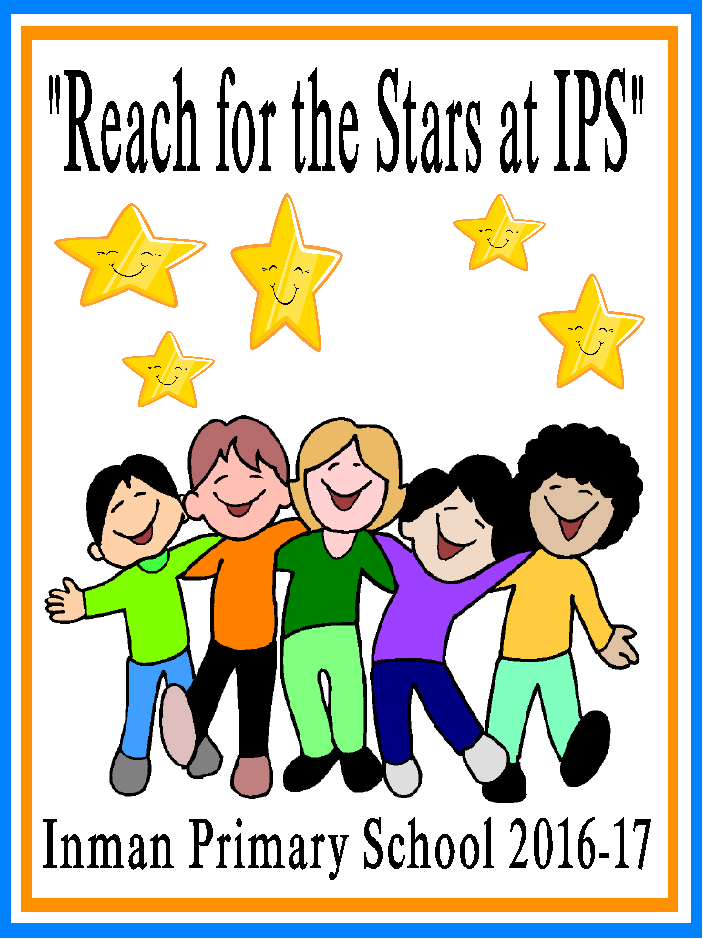 "Reach for the Stars at IPS"
Inman Primary School 2016-17